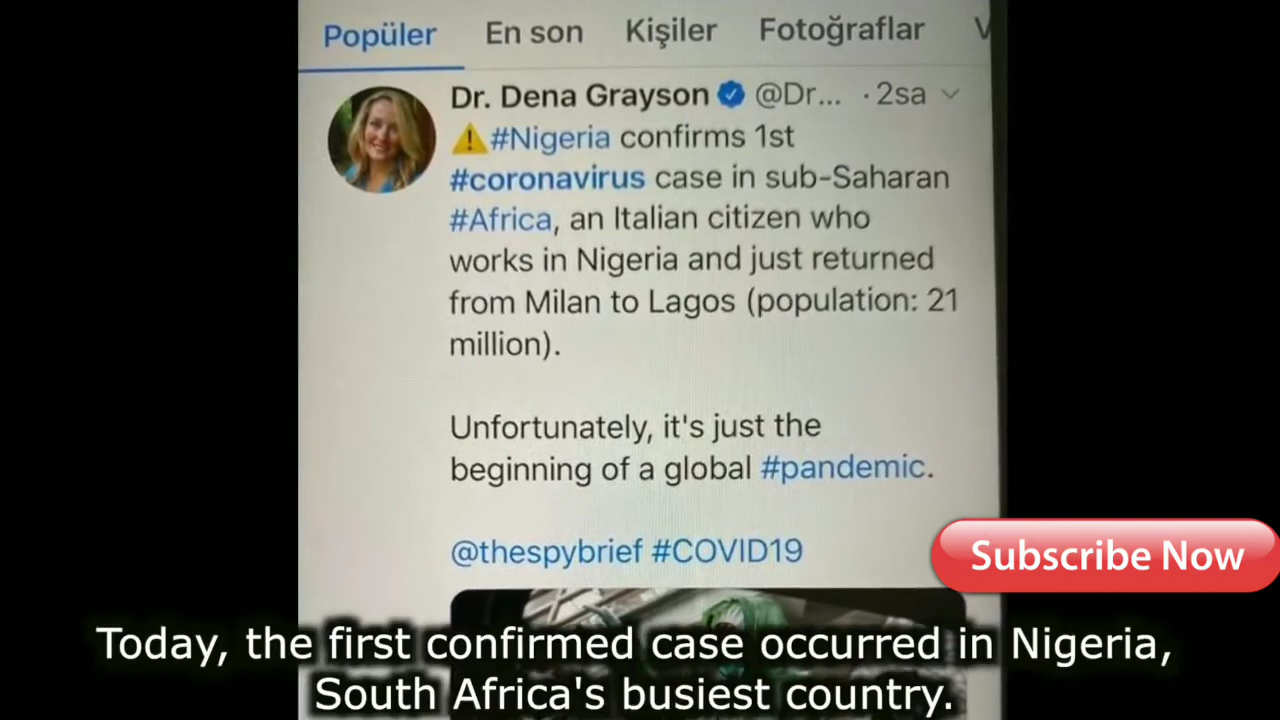 Popüler En son Kişiler Fotoğraflar V
Dr. Dena Grayson @Dr... · 2sa
⚠️#Nigeria confirms 1st
#coronavirus case in sub-Saharan
#Africa, an Italian citizen who
works in Nigeria and just returned
from Milan to Lagos (population: 21
million).
Unfortunately, it's just the
beginning of a global #pandemic.
@thespybrief #COVID19
Subscribe Now
Today, the first confirmed case occurred in Nigeria,
South Africa's busiest country.